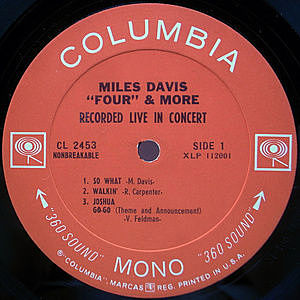 COLUMBIA
MILES DAVIS
"FOUR" & MORE
RECORDED LIVE IN CONCERT
CL 2453
NONBREAKABLE
SIDE 1
XLP 112001
1. SO WHAT -M. Davis-
2. WALKIN' -R. Carpenter-
3. JOSHUA
GO-GO (Theme and Announcement)
-V. Feldman-
"360 SOUND" MONO "360 SOUND"
® "COLUMBIA", MARCAS REG. PRINTED IN U.S.A.